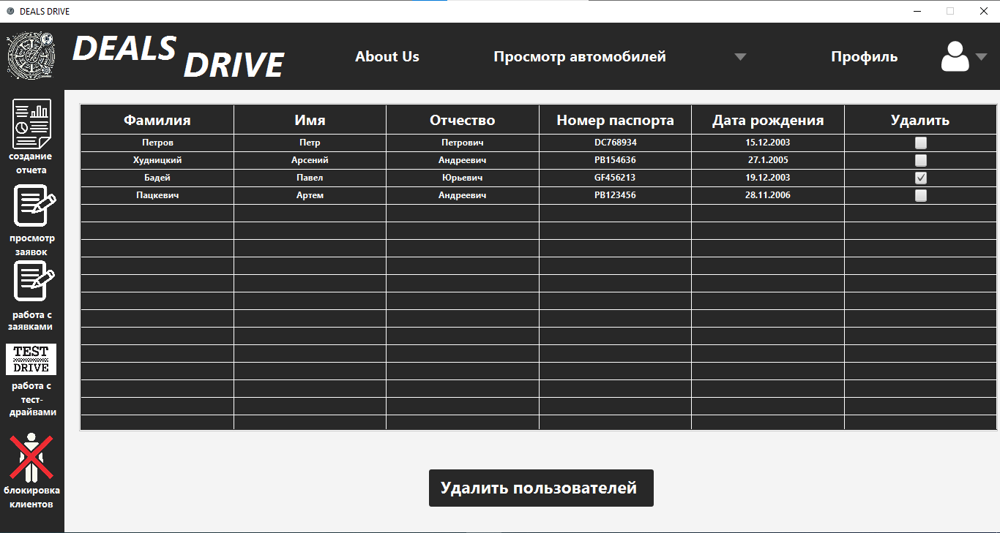 DEALS DRIVE
DEALS
DRIVE
About Us
Просмотр автомобилей
Профиль
создание
отчета
просмотр
заявок
работа с
заявками
TEST
DRIVE
работа с
тест-
драйвами
блокировка
клиентов
Фамилия Имя Отчество Номер паспорта Дата рождения Удалить
Петров Петр Петрович DC768934 15.12.2003
Худницкий Арсений Андреевич PB154636 27.1.2005
Бадей Павел Юрьевич GF456213 19.12.2003
Пацкевич Артем Андреевич PB123456 28.11.2006
Удалить пользователей